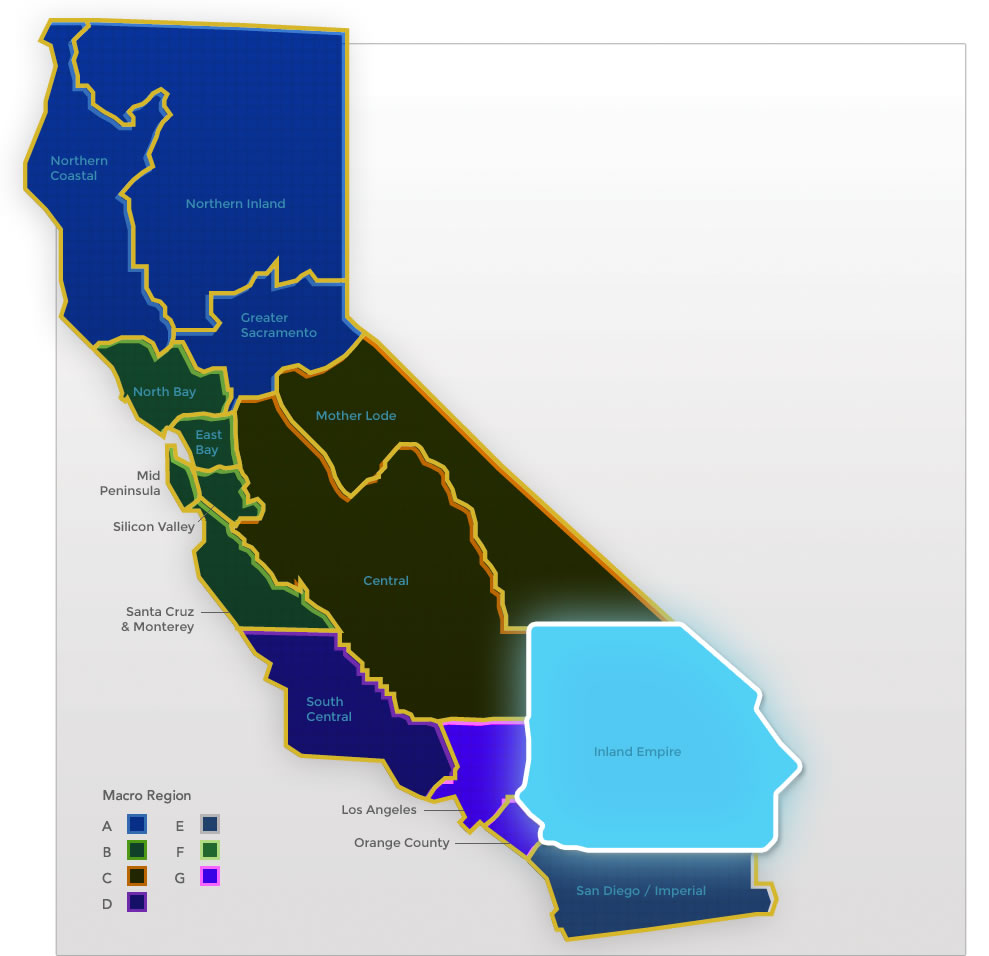 Northern
Coastal
Northern Inland
Greater
Sacramento
North Bay
Mother Lode
East
Bay
Mid
Peninsula
Silicon Valley
Central
Santa Cruz
& Monterey
South
Central
Inland Empire
Los Angeles
Orange County
San Diego / Imperial
Macro Region
A E
B F
C G
D